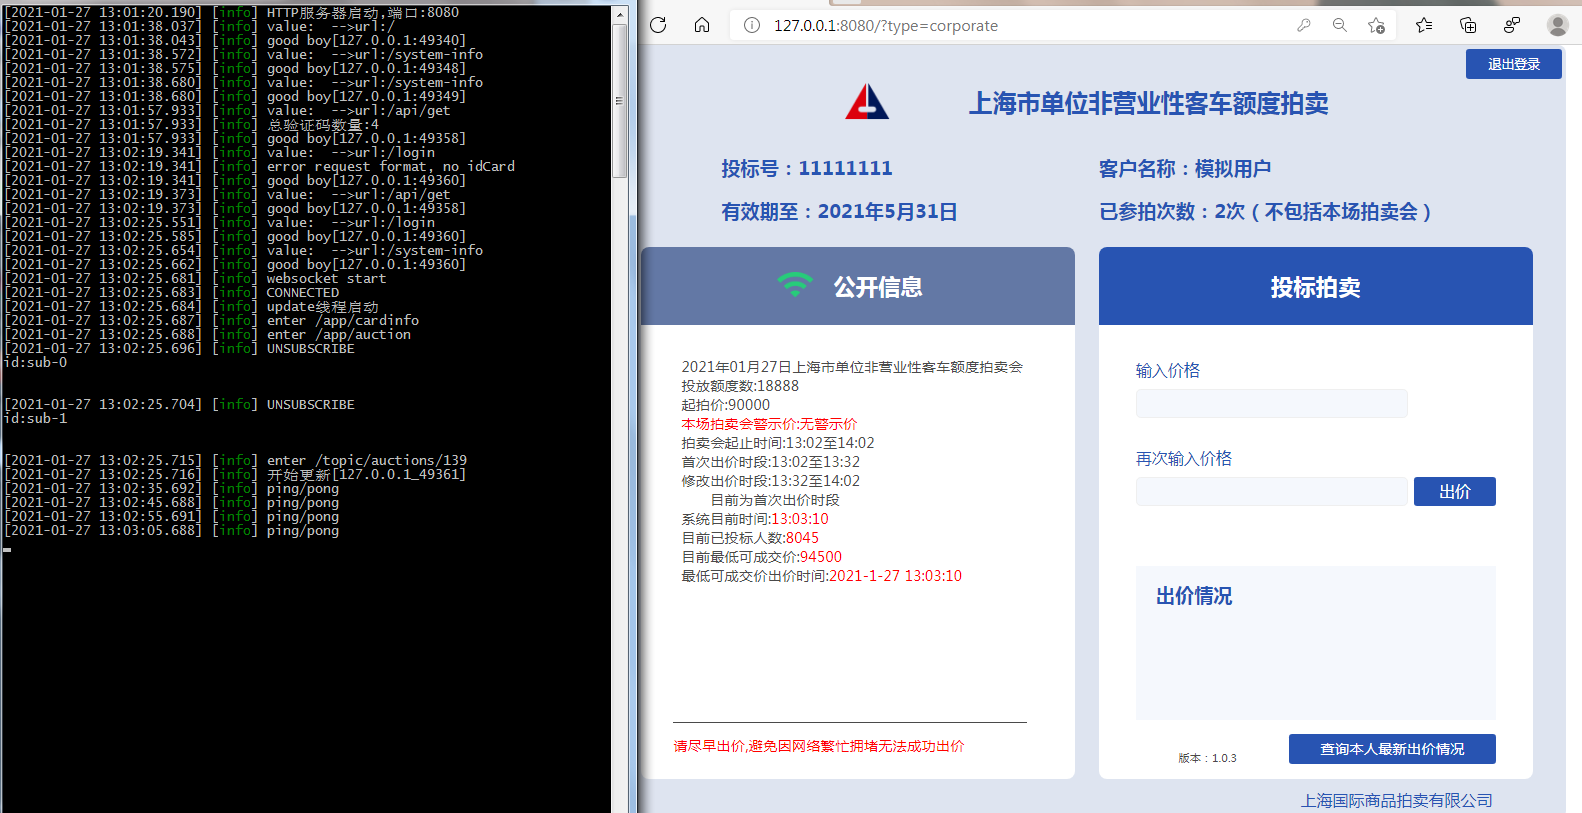 [2021-01-27 13:01:20.190] [info] HTTP服务器启动,端口:8080
[2021-01-27 13:01:38.037] [info] value:  -->url:/
[2021-01-27 13:01:38.043] [info] good boy[127.0.0.1:49340]
[2021-01-27 13:01:38.572] [info] value:  -->url:/system-info
[2021-01-27 13:01:38.575] [info] good boy[127.0.0.1:49348]
[2021-01-27 13:01:38.680] [info] value:  -->url:/system-info
[2021-01-27 13:01:38.680] [info] good boy[127.0.0.1:49349]
[2021-01-27 13:01:57.933] [info] value:  -->url:/api/get
[2021-01-27 13:01:57.933] [info] 总验证码数量:4
[2021-01-27 13:01:57.933] [info] good boy[127.0.0.1:49358]
[2021-01-27 13:02:19.341] [info] value:  -->url:/login
[2021-01-27 13:02:19.341] [info] error request format, no idCard
[2021-01-27 13:02:19.341] [info] good boy[127.0.0.1:49360]
[2021-01-27 13:02:19.373] [info] value:  -->url:/api/get
[2021-01-27 13:02:19.373] [info] good boy[127.0.0.1:49358]
[2021-01-27 13:02:25.551] [info] value:  -->url:/login
[2021-01-27 13:02:25.585] [info] good boy[127.0.0.1:49360]
[2021-01-27 13:02:25.654] [info] value:  -->url:/system-info
[2021-01-27 13:02:25.662] [info] good boy[127.0.0.1:49360]
[2021-01-27 13:02:25.681] [info] websocket start
[2021-01-27 13:02:25.683] [info] CONNECTED
[2021-01-27 13:02:25.684] [info] update线程启动
[2021-01-27 13:02:25.687] [info] enter /app/cardinfo
[2021-01-27 13:02:25.688] [info] enter /app/auction
[2021-01-27 13:02:25.696] [info] UNSUBSCRIBE
id:sub-0
[2021-01-27 13:02:25.704] [info] UNSUBSCRIBE
id:sub-1
[2021-01-27 13:02:25.715] [info] enter /topic/auctions/139
[2021-01-27 13:02:25.716] [info] 开始更新[127.0.0.1_49361]
[2021-01-27 13:02:35.692] [info] ping/pong
[2021-01-27 13:02:45.688] [info] ping/pong
[2021-01-27 13:02:55.691] [info] ping/pong
[2021-01-27 13:03:05.688] [info] ping/pong
127.0.0.1:8080/?type=corporate
退出登录
上海市单位非营业性客车额度拍卖
投标号：11111111
客户名称：模拟用户
有效期至：2021年5月31日
已参拍次数：2次（不包括本场拍卖会）
公开信息
2021年01月27日上海市单位非营业性客车额度拍卖会
投放额度数:18888
起拍价:90000
本场拍卖会警示价:无警示价
拍卖会起止时间:13:02至14:02
首次出价时段:13:02至13:32
修改出价时段:13:32至14:02
目前为首次出价时段
系统目前时间:13:03:10
目前已投标人数:8045
目前最低可成交价:94500
最低可成交价出价时间:2021-1-27 13:03:10
请尽早出价,避免因网络繁忙拥堵无法成功出价
投标拍卖
输入价格
再次输入价格
出价
出价情况
版本：1.0.3
查询本人最新出价情况
上海国际商品拍卖有限公司